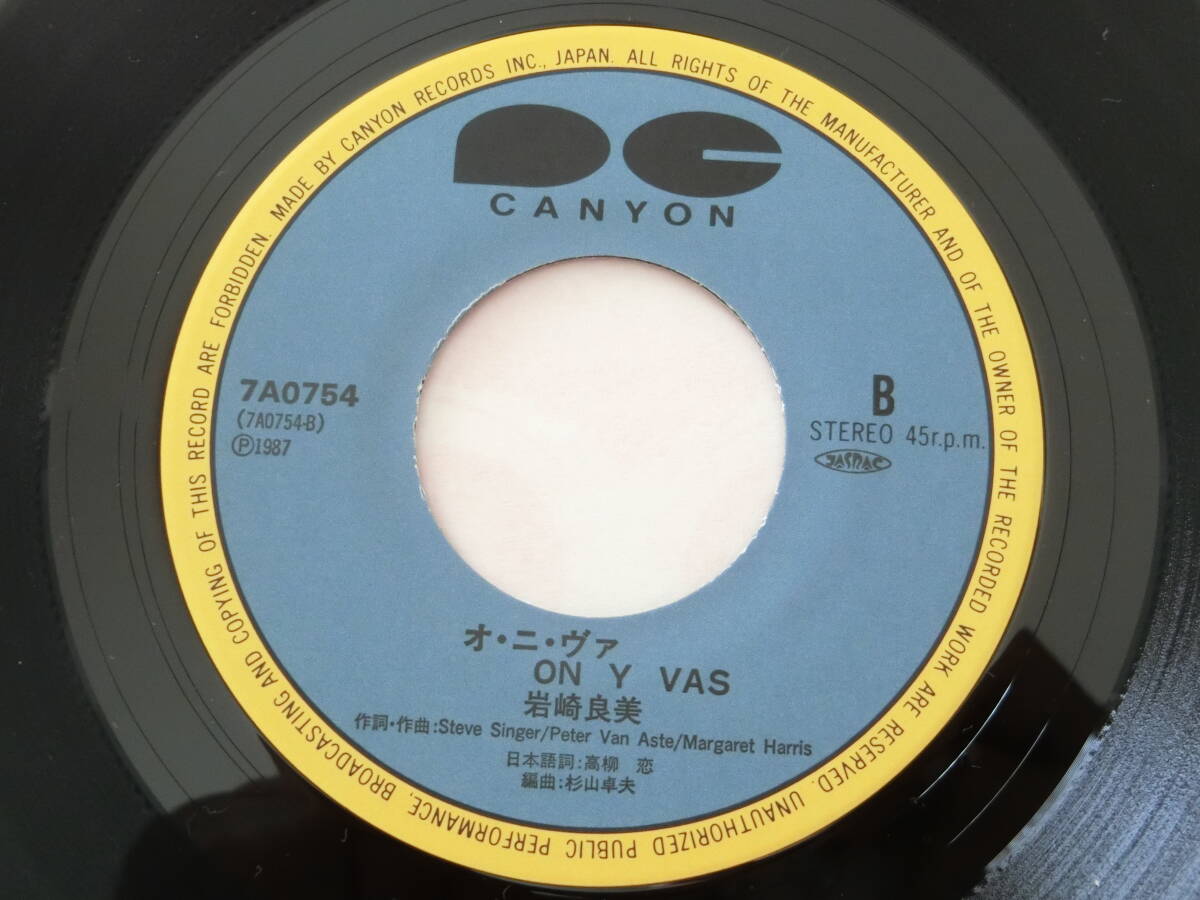 MADE BY CANYON RECORDS INC., JAPAN. ALL RIGHTS OF THE MANUFACTURER AND OF THE OWNER OF THE RECORDED WORK ARE RESERVED. UNAUTHORIZED PUBLIC PERFORMANCE, BROADCASTING AND COPYING OF THIS RECORD ARE FORBIDDEN.
PC
CANYON
7A0754
(7A0754-B)
Ⓟ1987
B
STEREO 45r.p.m.
JASRAC
オ・ニ・ヴァ
ON Y VAS
岩崎良美
作詞・作曲:Steve Singer/Peter Van Aste/Margaret Harris
日本語詞:高柳 恋
編曲:杉山卓夫